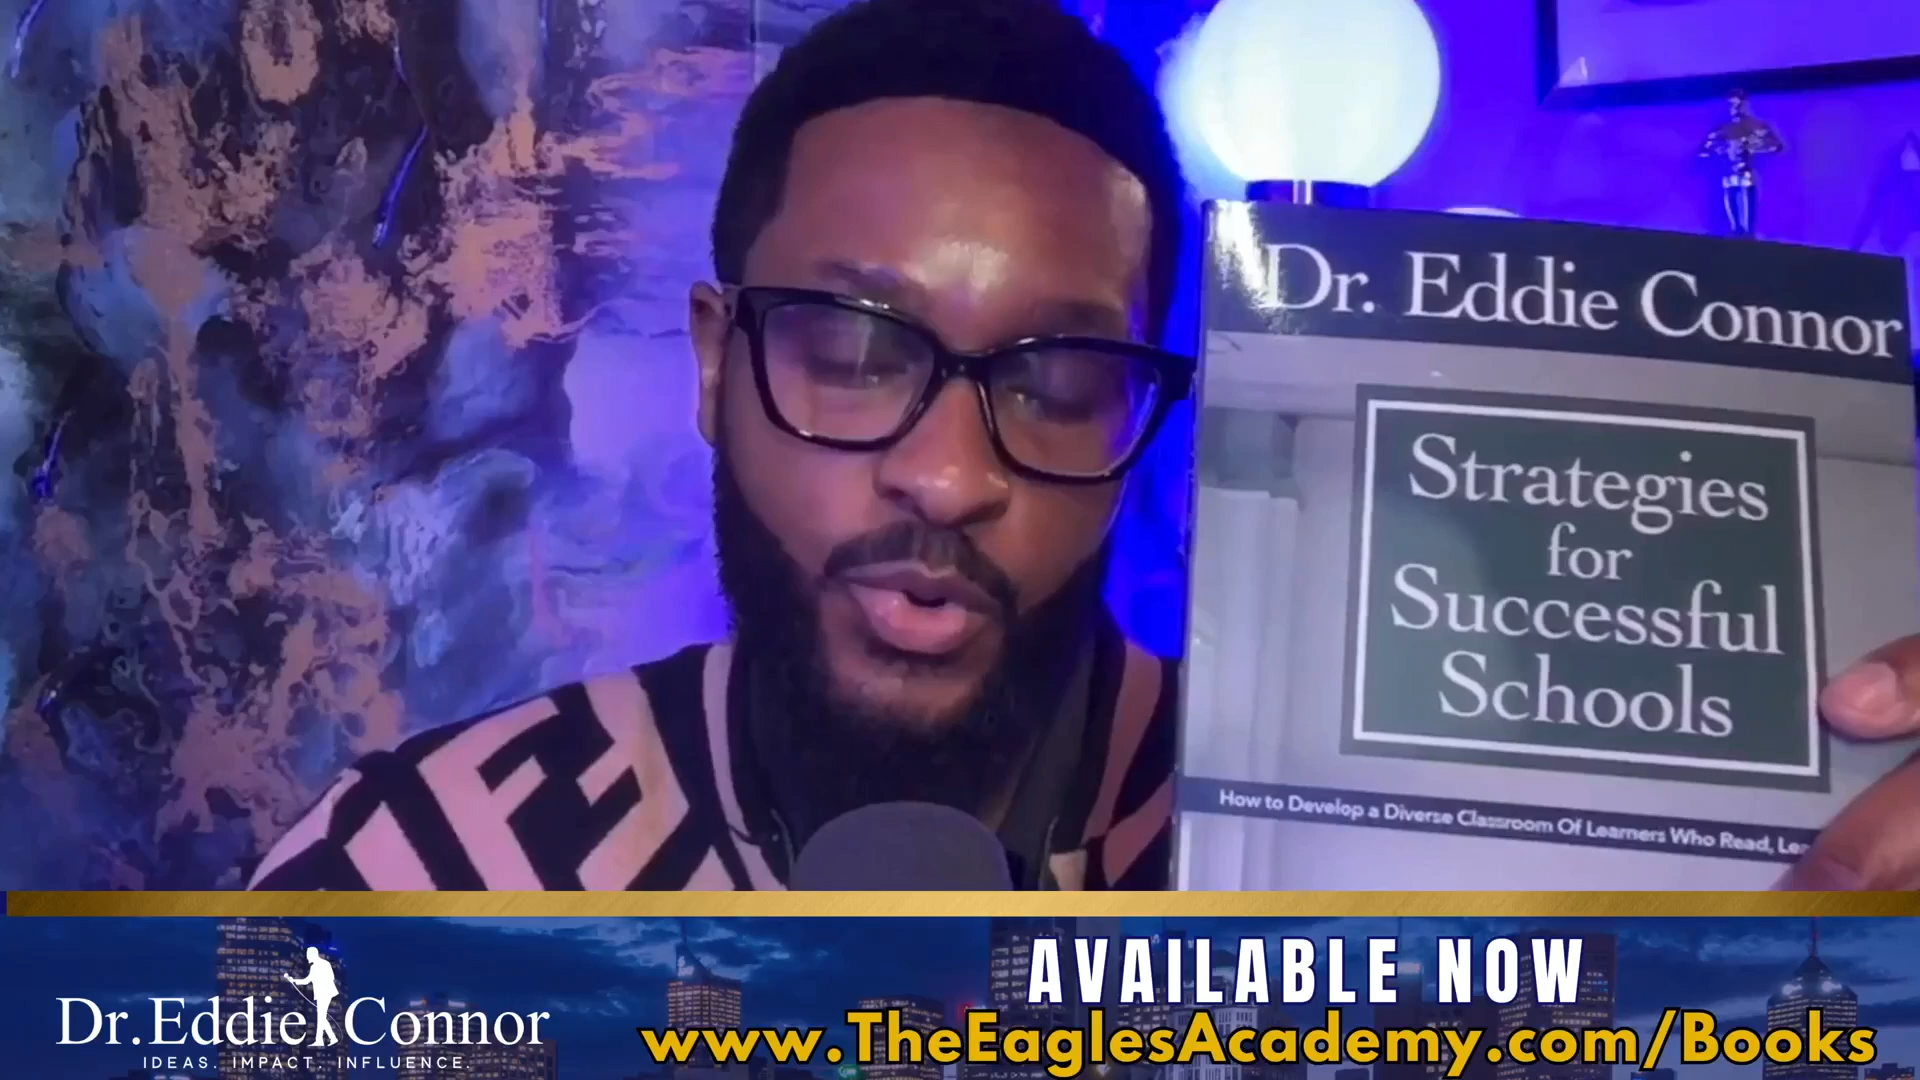 Dr. Eddie Connor
Strategies
for
Successful
Schools
How to Develop a Diverse Classroom Of Learners Who Read,
AVAILABLE NOW
Dr. Eddie Connor
IDEAS. IMPACT. INFLUENCE.
www.TheEaglesAcademy.com/Books